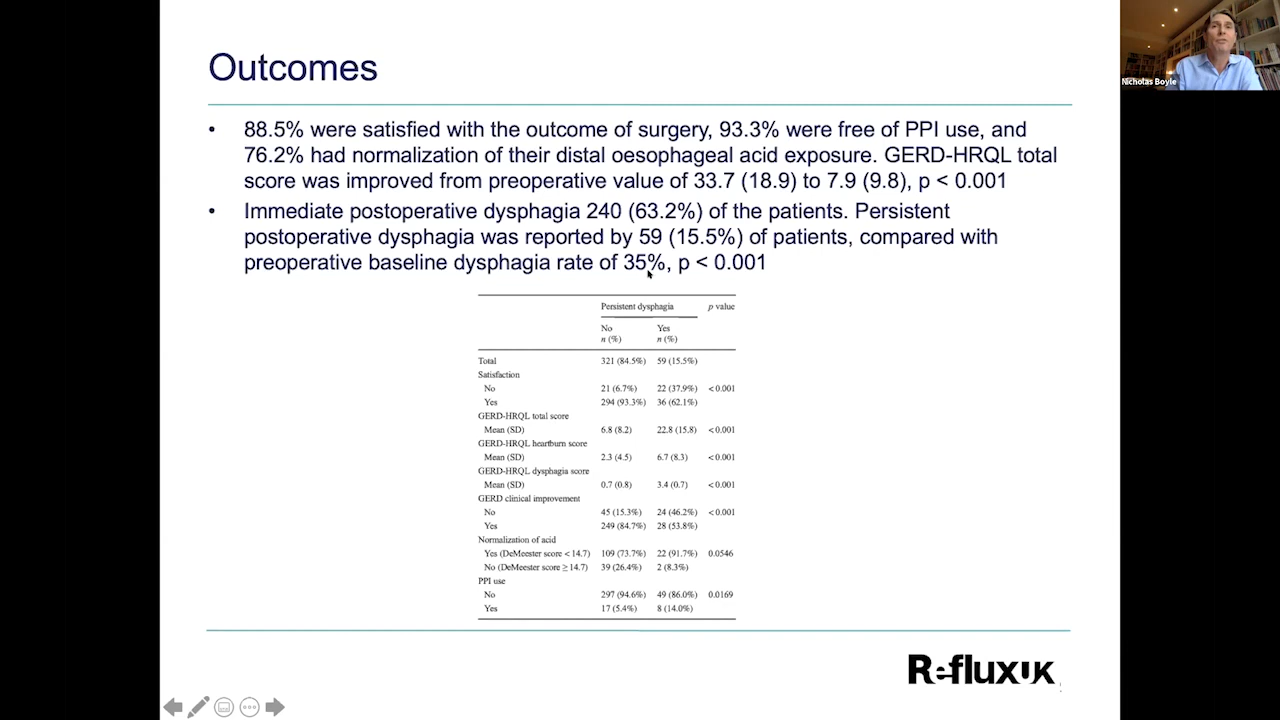 Nicholas Boyle
Outcomes
• 88.5% were satisfied with the outcome of surgery, 93.3% were free of PPI use, and
76.2% had normalization of their distal oesophageal acid exposure. GERD-HRQL total
score was improved from preoperative value of 33.7 (18.9) to 7.9 (9.8), p < 0.001
• Immediate postoperative dysphagia 240 (63.2%) of the patients. Persistent
postoperative dysphagia was reported by 59 (15.5%) of patients, compared with
preoperative baseline dysphagia rate of 35%, p < 0.001
Persistent dysphagia p value
No Yes
n (%) n (%)
Total 321 (84.5%) 59 (15.5%)
Satisfaction
No 21 (6.7%) 22 (37.9%) < 0.001
Yes 294 (93.3%) 36 (62.1%)
GERD-HRQL total score
Mean (SD) 6.8 (8.2) 22.8 (15.8) < 0.001
GERD-HRQL heartburn score
Mean (SD) 2.3 (4.5) 6.7 (8.3) < 0.001
GERD-HRQL dysphagia score
Mean (SD) 0.7 (0.8) 3.4 (0.7) < 0.001
GERD clinical improvement
No 45 (15.3%) 24 (46.2%) < 0.001
Yes 249 (84.7%) 28 (53.8%)
Normalization of acid
Yes (DeMeester score < 14.7) 109 (73.7%) 22 (91.7%) 0.0546
No (DeMeester score ≥ 14.7) 39 (26.4%) 2 (8.3%)
PPI use
No 297 (94.6%) 49 (86.0%) 0.0169
Yes 17 (5.4%) 8 (14.0%)
RefluxUK